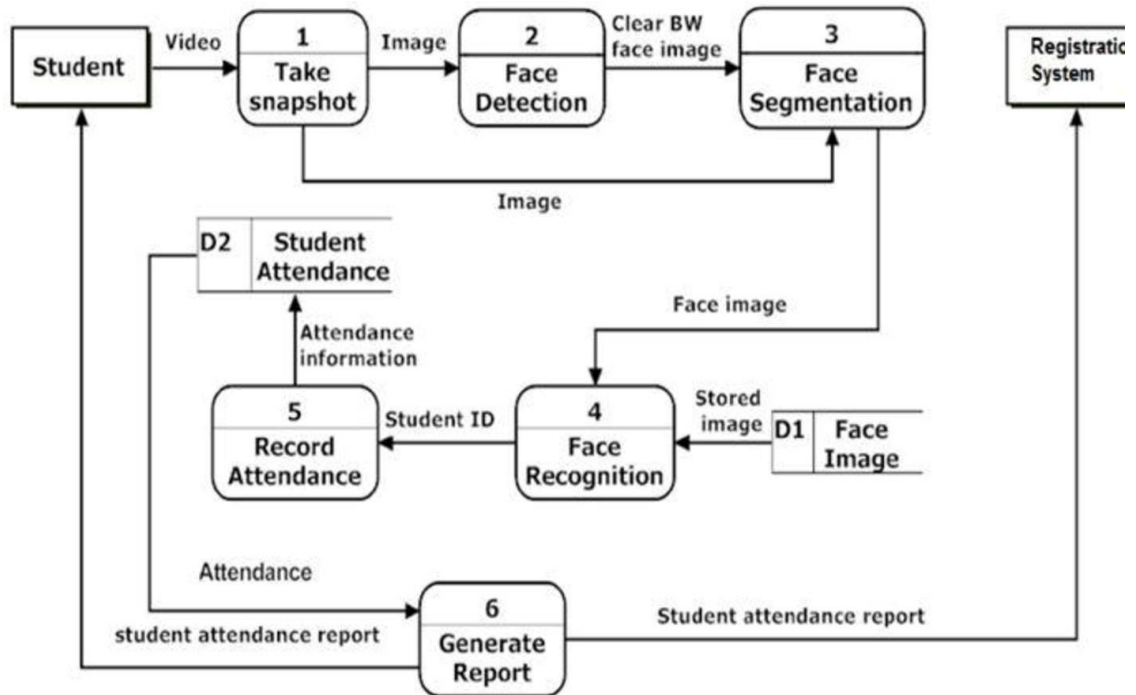 Student
Video
1
Take
snapshot
Image
2
Face
Detection
Clear BW
face image
3
Face
Segmentation
Registratio
System
Image
D2
Student
Attendance
Face image
Attendance
information
5
Record
Attendance
Student ID
4
Face
Recognition
Stored
image
D1
Face
Image
Attendance
6
Generate
Report
student attendance report
Student attendance report